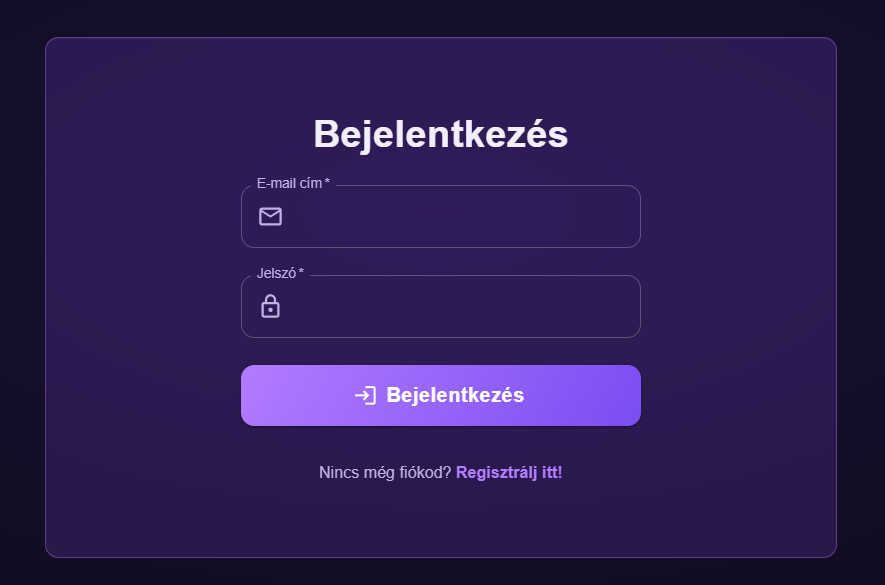 Bejelentkezés
E-mail cím *
Jelszó *
Bejelentkezés
Nincs még fiókod? Regisztrálj itt!